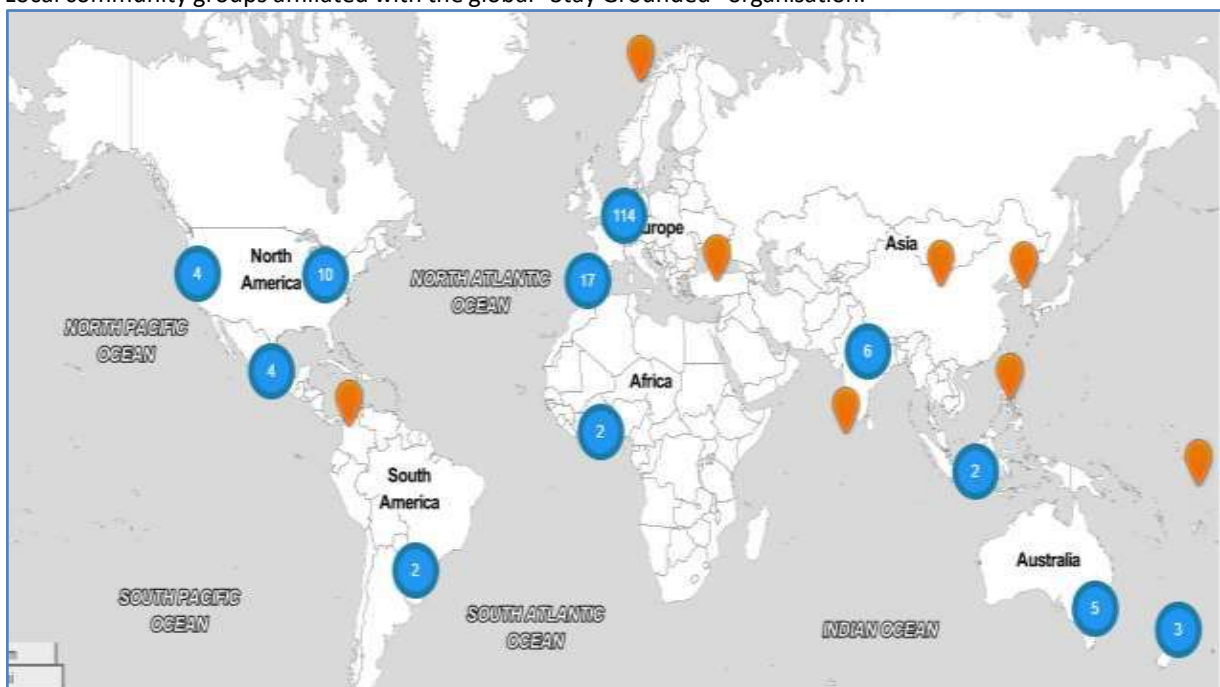 Local community groups affiliated with the global "Stay Grounded" organisation.
114
Europe
Asia
North
America
4
10
NORTH ATLANTIC
OCEAN
17
NORTH PACIFIC
OCEAN
4
6
Africa
2
South
America
2
Australia
2
SOUTH PACIFIC
OCEAN
SOUTH ATLANTIC
OCEAN
INDIAN OCEAN
5
3